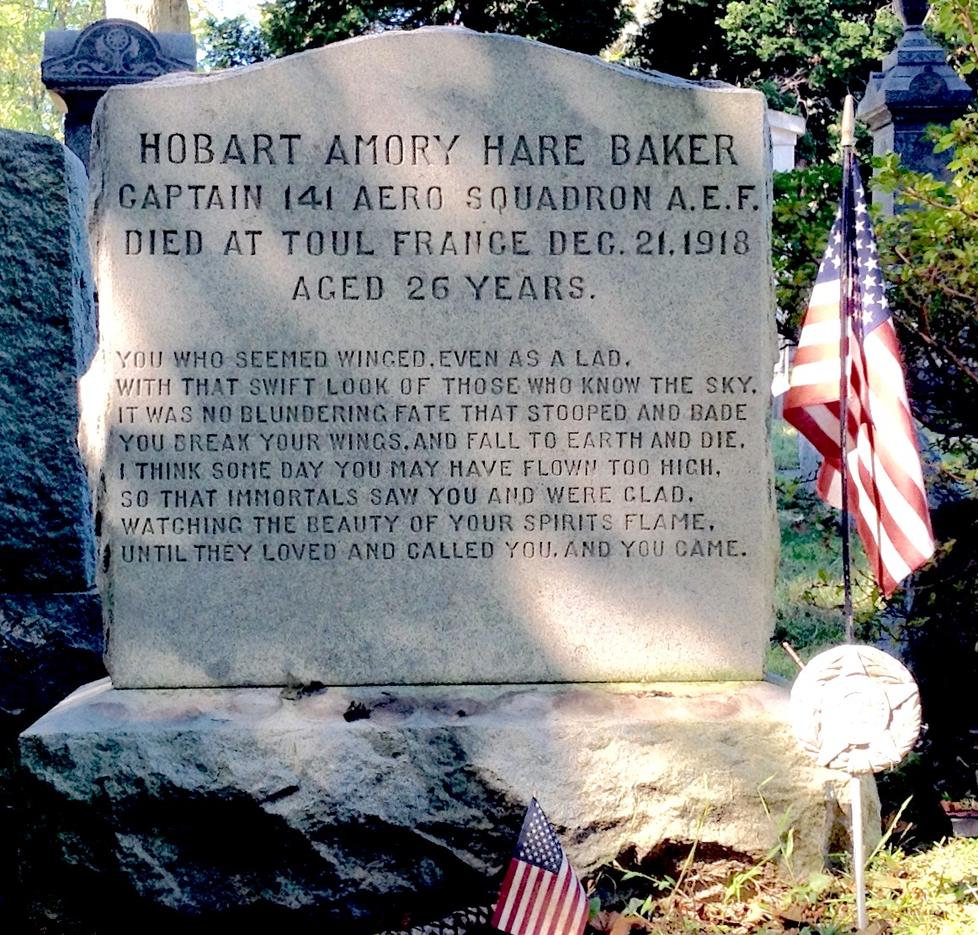 HOBART AMORY HARE BAKER
CAPTAIN 141 AERO SQUADRON A.E.F.
DIED AT TOUL FRANCE DEC. 21, 1918
AGED 26 YEARS.
YOU WHO SEEMED WINGED, EVEN AS A LAD,
WITH THAT SWIFT LOOK OF THOSE WHO KNOW THE SKY,
IT WAS NO BLUNDERING FATE THAT STOOPED AND BADE
YOU BREAK YOUR WINGS, AND FALL TO EARTH AND DIE,
I THINK SOME DAY YOU MAY HAVE FLOWN TOO HIGH,
SO THAT IMMORTALS SAW YOU AND WERE GLAD,
WATCHING THE BEAUTY OF YOUR SPIRITS FLAME,
UNTIL THEY LOVED AND CALLED YOU, AND YOU CAME.